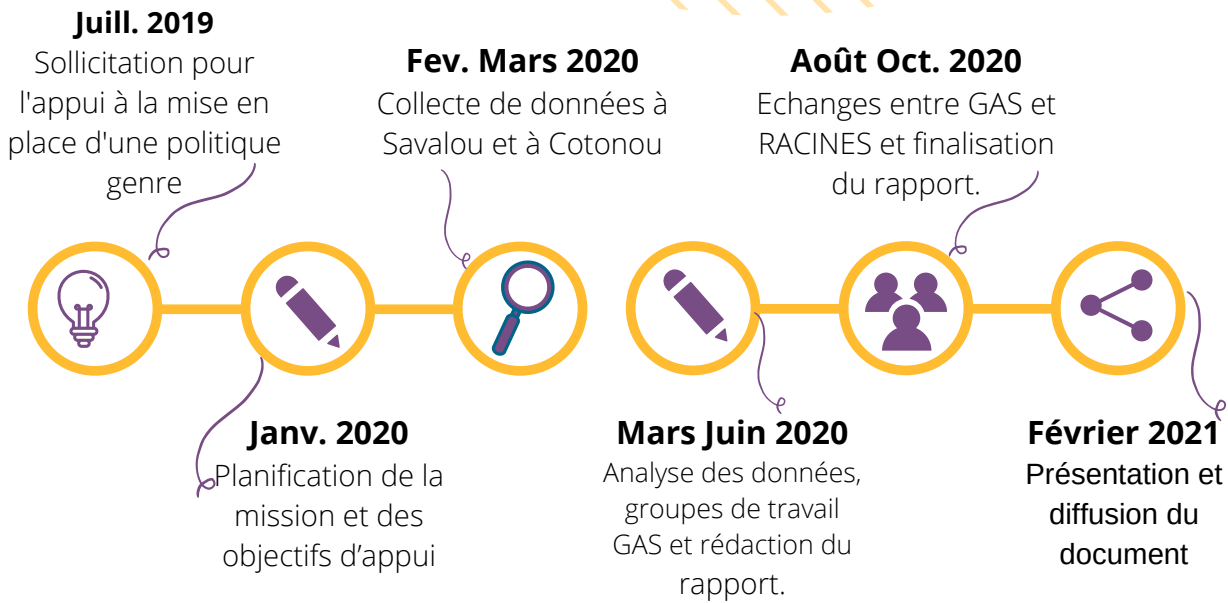 Juill. 2019
Sollicitation pour
l'appui à la mise en
place d'une politique
genre
Janv. 2020
Planification de la
mission et des
objectifs d’appui
Fev. Mars 2020
Collecte de données à
Savalou et à Cotonou
Mars Juin 2020
Analyse des données,
groupes de travail
GAS et rédaction du
rapport.
Août Oct. 2020
Echanges entre GAS et
RACINES et finalisation
du rapport.
Février 2021
Présentation et
diffusion du
document